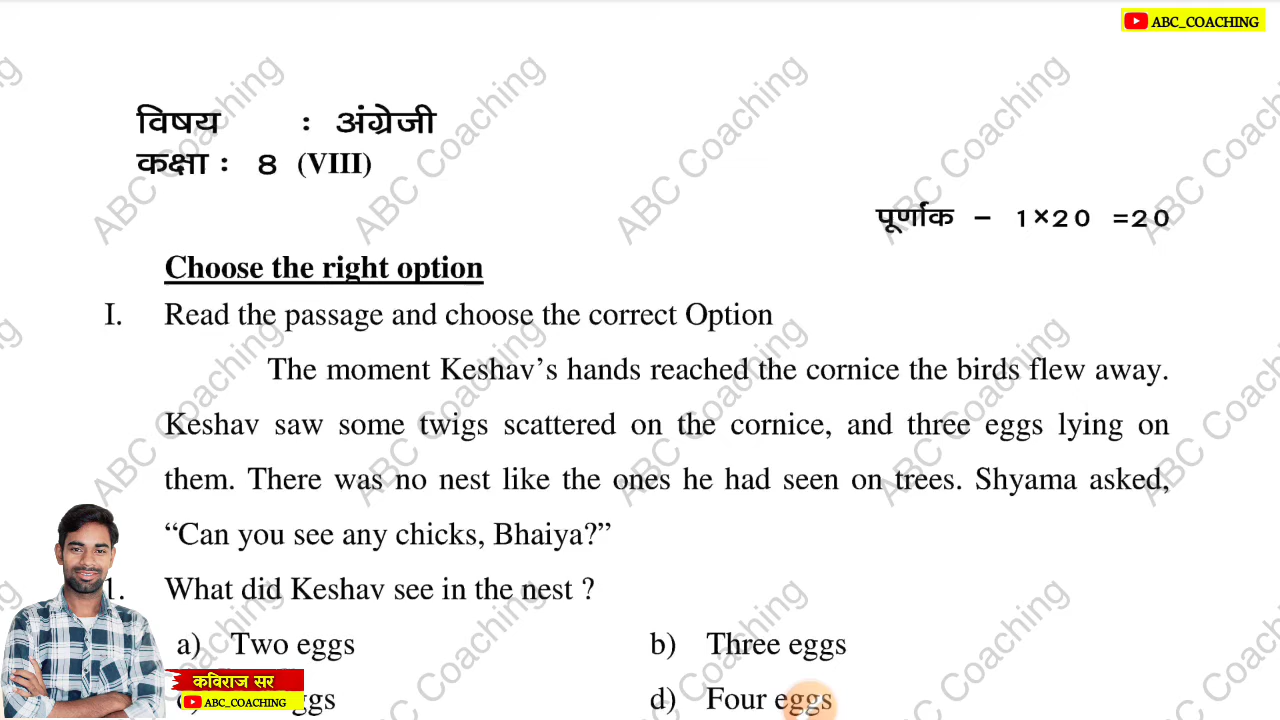 ABC_COACHING
विषय : अंग्रेजी
कक्षा : 8 (VIII)
पूर्णांक – 1×20 =20
Choose the right option
I. Read the passage and choose the correct Option
The moment Keshav's hands reached the cornice the birds flew away.
Keshav saw some twigs scattered on the cornice, and three eggs lying on
them. There was no nest like the ones he had seen on trees. Shyama asked,
“Can you see any chicks, Bhaiya?”
1. What did Keshav see in the nest ?
a) Two eggs b) Three eggs
d) Four eggs
कविराज सर
ABC_COACHING
ABC Coaching